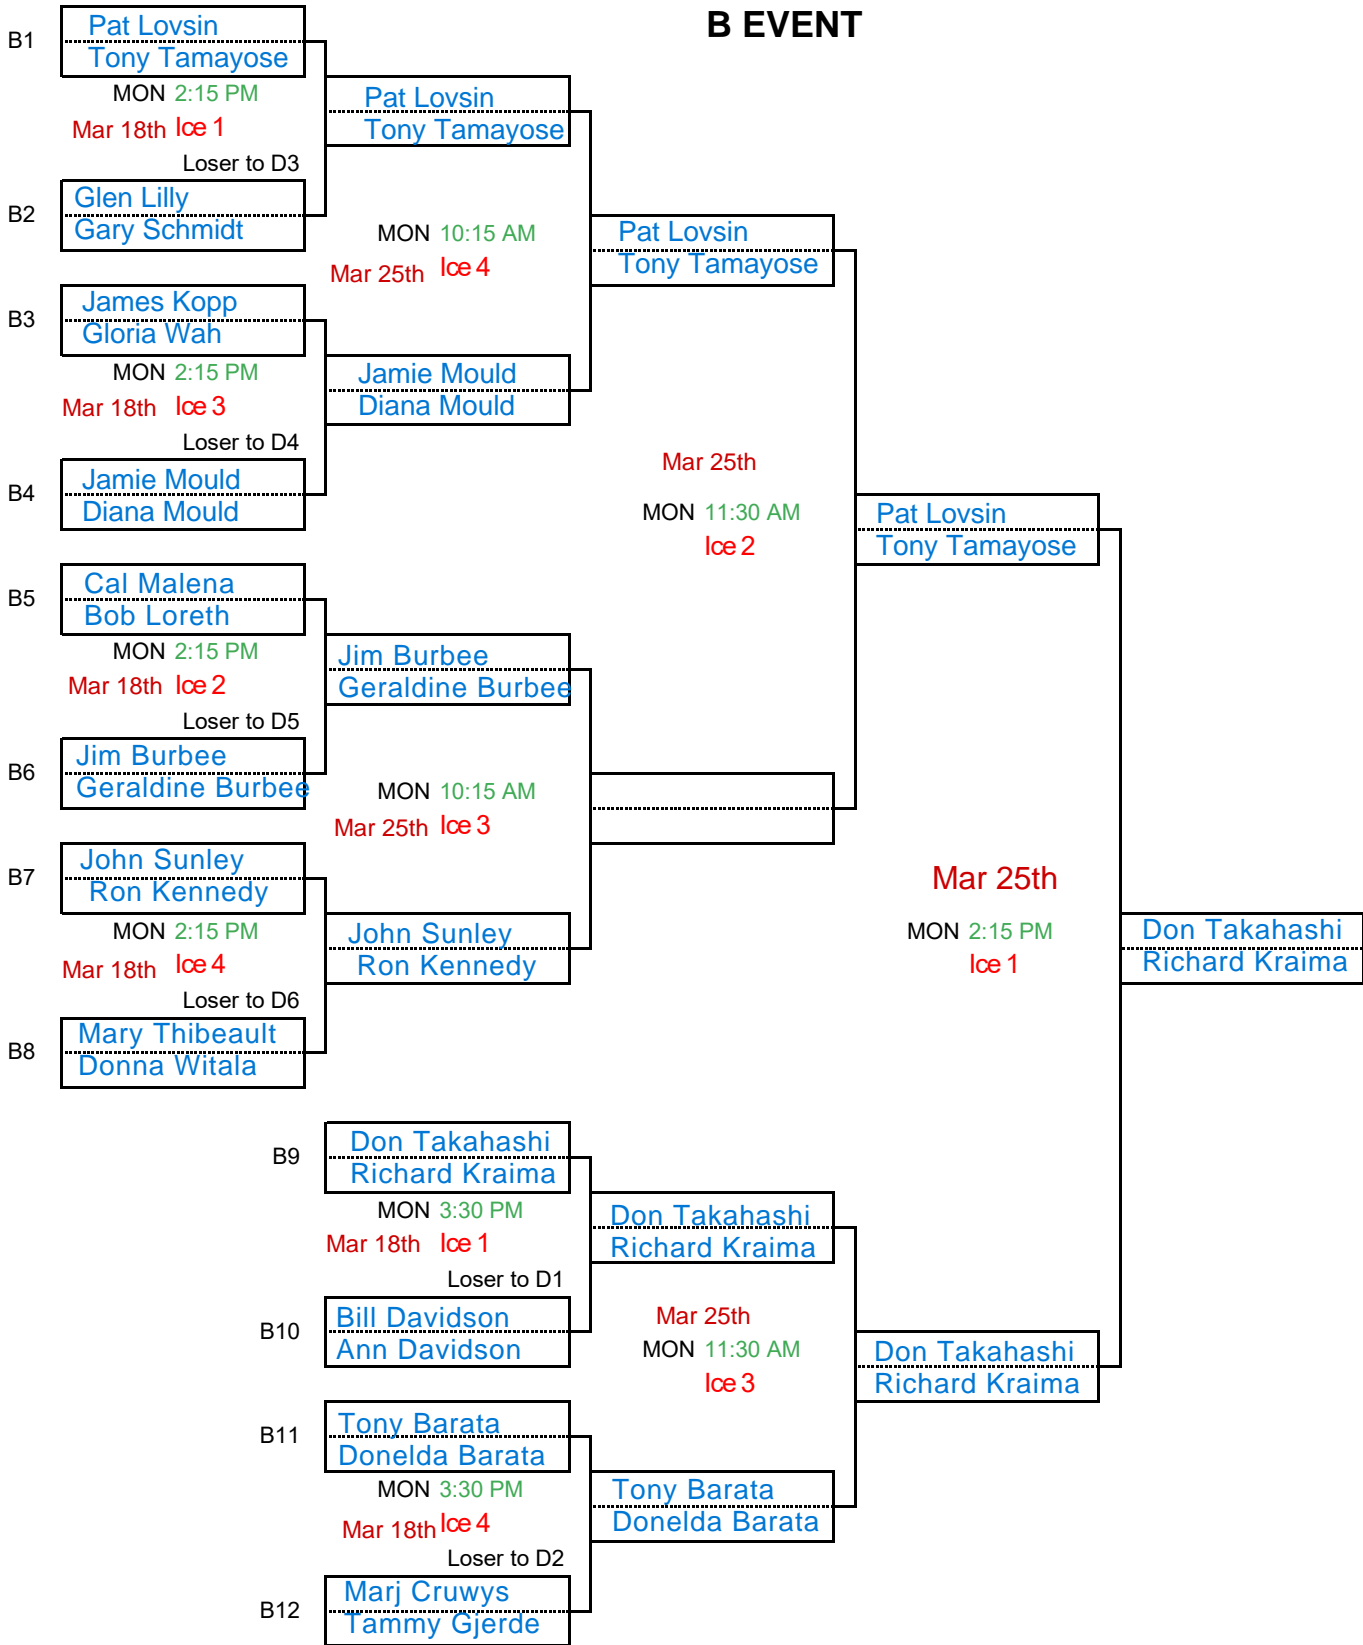 B EVENT
B1
Pat Lovsin
Tony Tamayose
MON 2:15 PM
Mar 18th Ice 1
Loser to D3
B2
Glen Lilly
Gary Schmidt
Pat Lovsin
Tony Tamayose
MON 10:15 AM
Mar 25th Ice 4
B3
James Kopp
Gloria Wah
MON 2:15 PM
Mar 18th Ice 3
Loser to D4
B4
Jamie Mould
Diana Mould
Jamie Mould
Diana Mould
Pat Lovsin
Tony Tamayose
Mar 25th
MON 11:30 AM
Ice 2
B5
Cal Malena
Bob Loreth
MON 2:15 PM
Mar 18th Ice 2
Loser to D5
B6
Jim Burbee
Geraldine Burbee
Jim Burbee
Geraldine Burbee
MON 10:15 AM
Mar 25th Ice 3
B7
John Sunley
Ron Kennedy
MON 2:15 PM
Mar 18th Ice 4
Loser to D6
B8
Mary Thibeault
Donna Witala
John Sunley
Ron Kennedy
Pat Lovsin
Tony Tamayose
Mar 25th
MON 2:15 PM
Ice 1
Don Takahashi
Richard Kraima
B9
Don Takahashi
Richard Kraima
MON 3:30 PM
Mar 18th Ice 1
Loser to D1
B10
Bill Davidson
Ann Davidson
Don Takahashi
Richard Kraima
Mar 25th
MON 11:30 AM
Ice 3
Don Takahashi
Richard Kraima
B11
Tony Barata
Donelda Barata
MON 3:30 PM
Mar 18th Ice 4
Loser to D2
B12
Marj Cruwys
Tammy Gjerde
Tony Barata
Donelda Barata